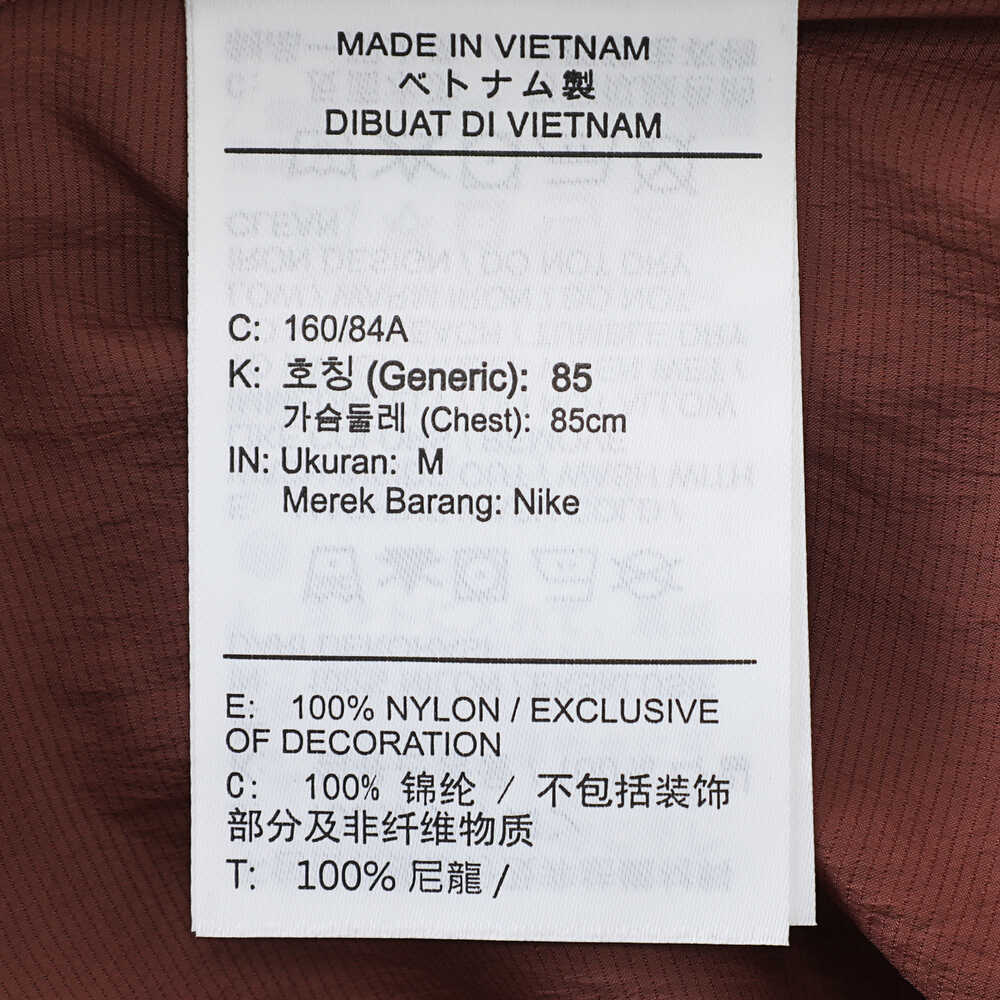 MADE IN VIETNAM
ベトナム製
DIBUAT DI VIETNAM
C: 160/84A
K: 호칭 (Generic): 85
가슴둘레 (Chest): 85cm
IN: Ukuran: M
Merek Barang: Nike
E: 100% NYLON / EXCLUSIVE
OF DECORATION
C: 100% 锦纶 / 不包括装饰
部分及非纤维物质
T: 100% 尼龍 /